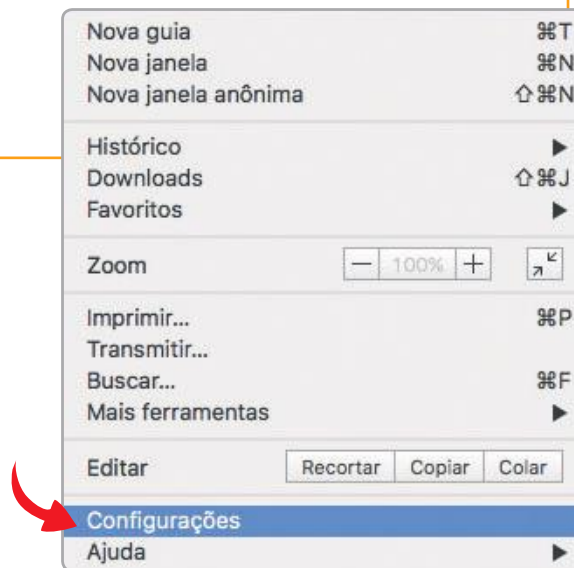 Nova guia ⌘T
Nova janela ⌘N
Nova janela anônima ⇧⌘N
Histórico ▶
Downloads ⇧⌘J
Favoritos ▶
Zoom — 100% +
Imprimir... ⌘P
Transmitir...
Buscar... ⌘F
Mais ferramentas ▶
Editar Recortar Copiar Colar
Configurações
Ajuda ▶